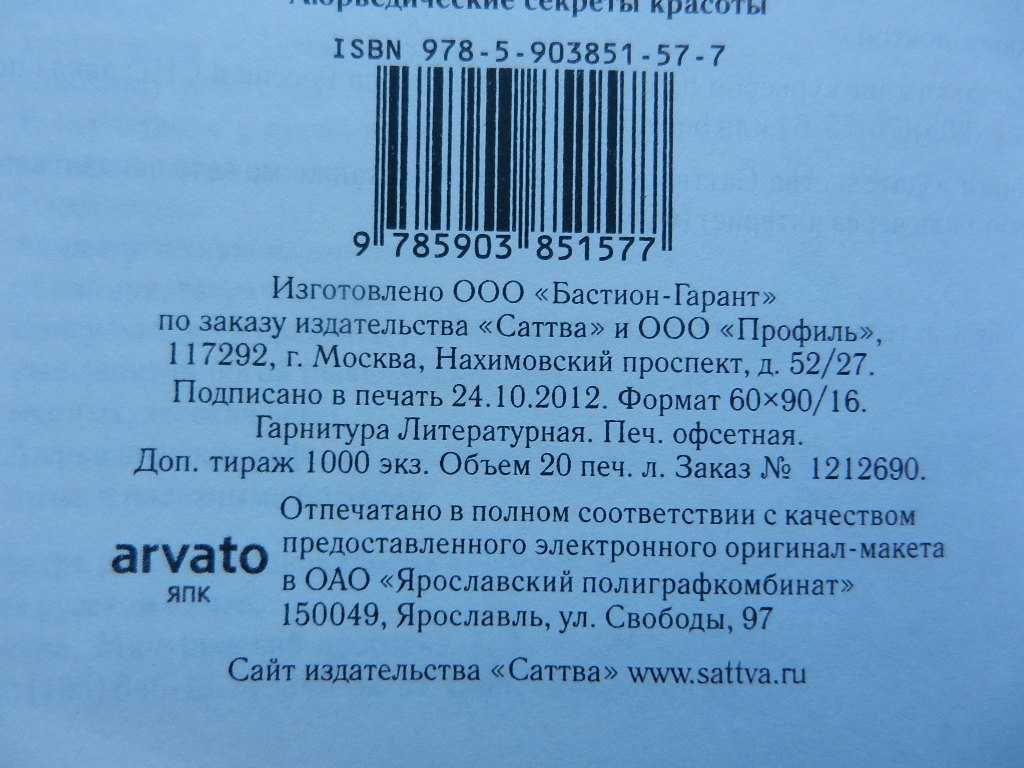 Аюрведические секреты красоты
ISBN 978-5-903851-57-7
9 785903 851577
Изготовлено ООО «Бастион-Гарант»
по заказу издательства «Саттва» и ООО «Профиль»,
117292, г. Москва, Нахимовский проспект, д. 52/27.
Подписано в печать 24.10.2012. Формат 60×90/16.
Гарнитура Литературная. Печ. офсетная.
Доп. тираж 1000 экз. Объем 20 печ. л. Заказ № 1212690.
Отпечатано в полном соответствии с качеством
arvato предоставленного электронного оригинал-макета
ЯПК в ОАО «Ярославский полиграфкомбинат»
150049, Ярославль, ул. Свободы, 97
Сайт издательства «Саттва» www.sattva.ru